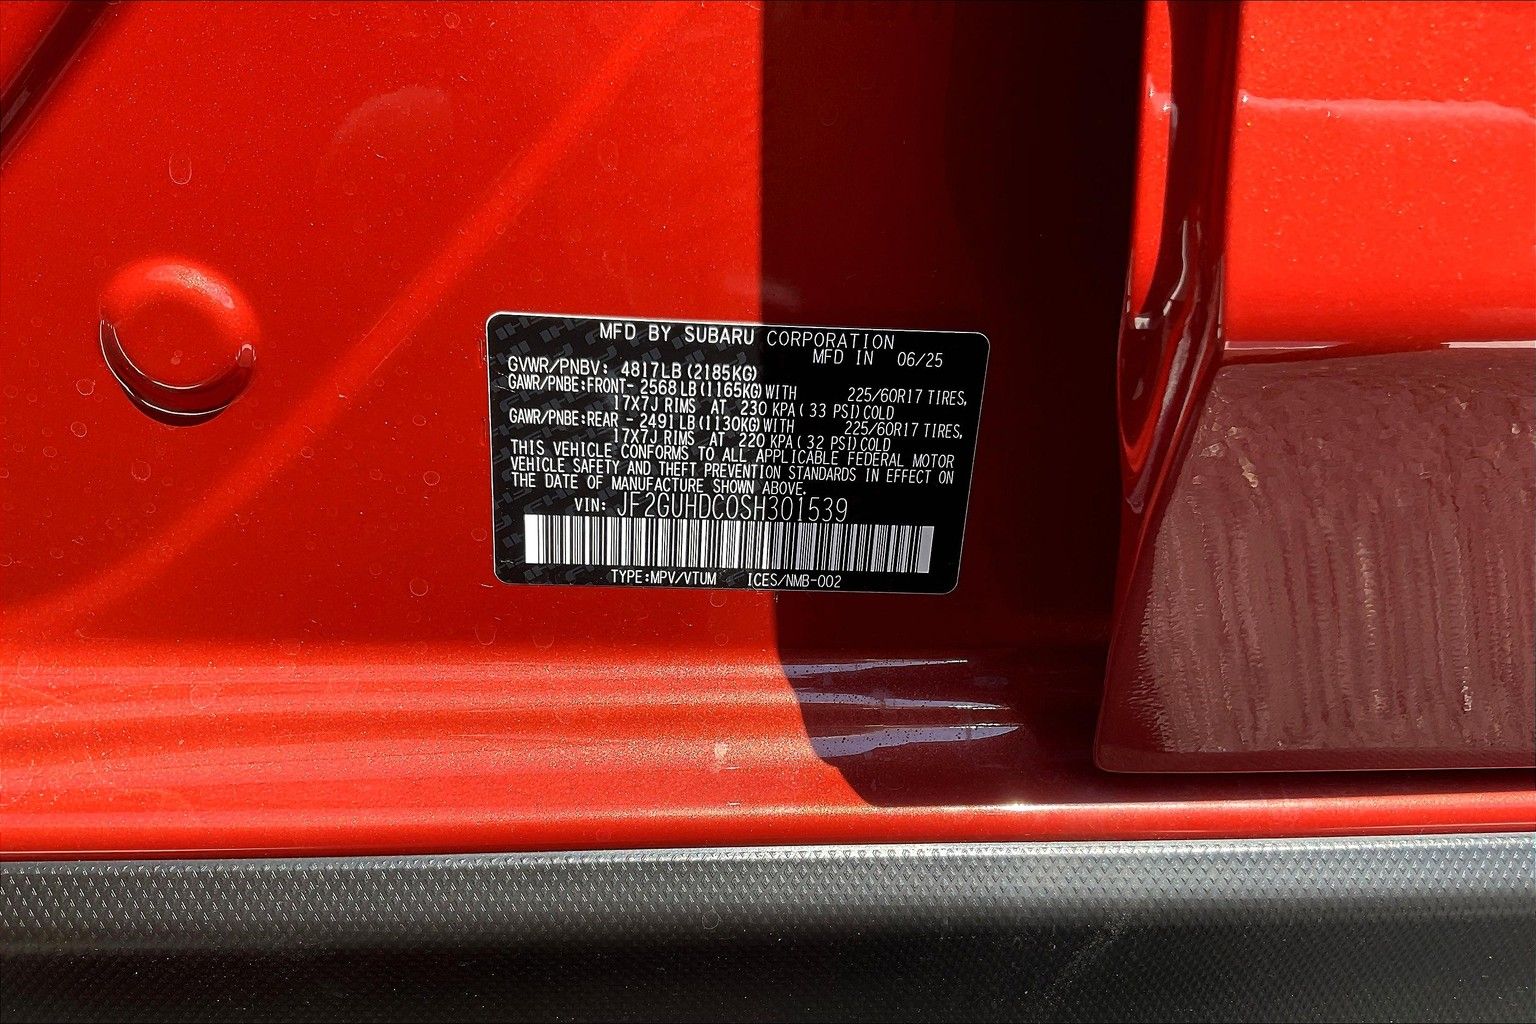 MFD BY SUBARU CORPORATION
MFD IN 06/25
GVWR/PNBV: 4817LB (2185KG)
GAWR/PNBE:FRONT- 2568LB (1165KG) WITH 225/60R17 TIRES,
17X7J RIMS AT 230 KPA ( 33 PSI) COLD
GAWR/PNBE:REAR - 2491LB (1130KG) WITH 225/60R17 TIRES,
17X7J RIMS AT 220 KPA ( 32 PSI) COLD
THIS VEHICLE CONFORMS TO ALL APPLICABLE FEDERAL MOTOR
VEHICLE SAFETY AND THEFT PREVENTION STANDARDS IN EFFECT ON
THE DATE OF MANUFACTURE SHOWN ABOVE.
VIN: JF2GUHDC0SH301539
TYPE:MPV/VTUM ICES/NMB-002